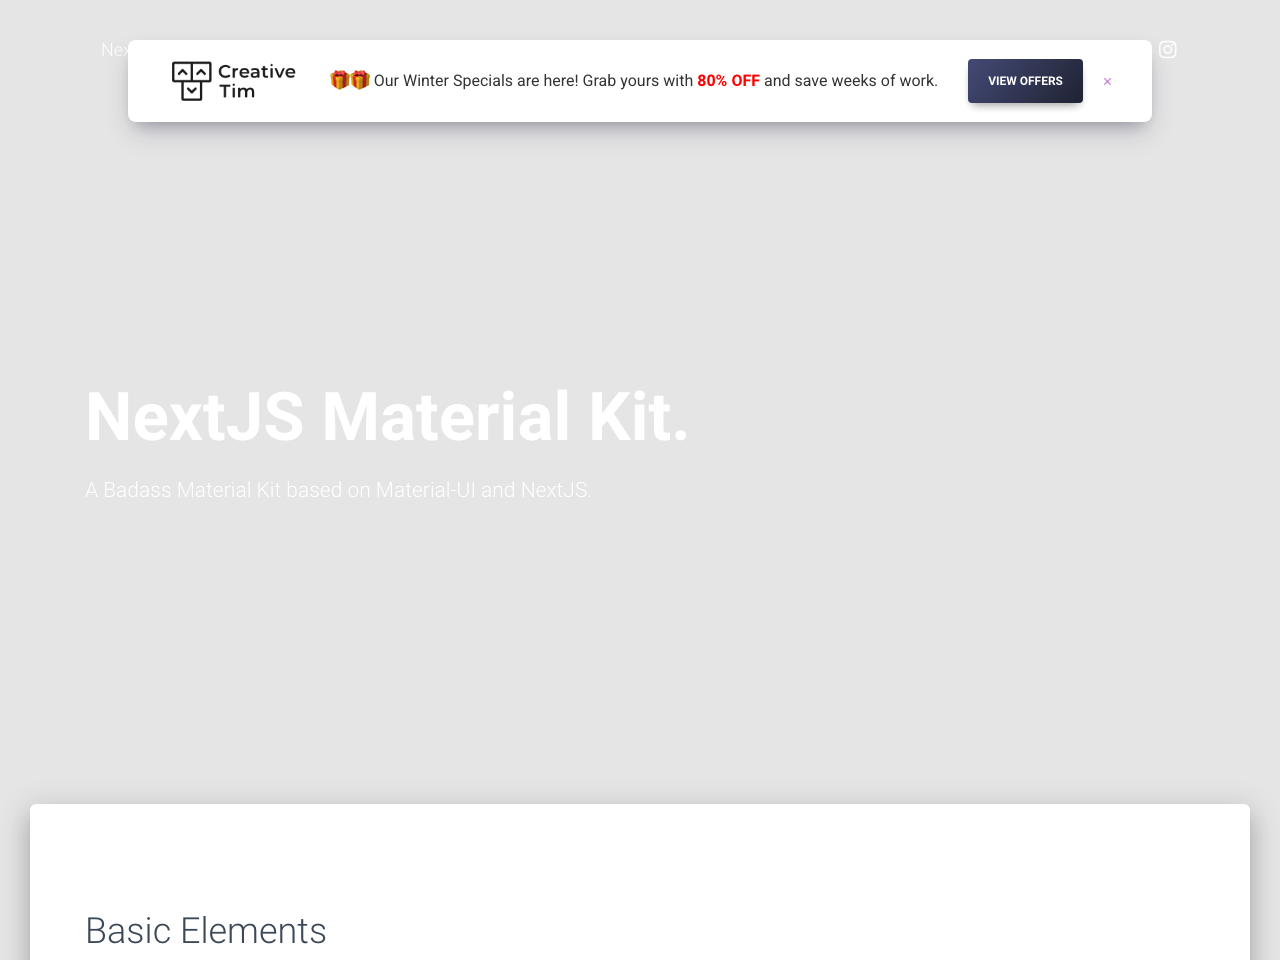 Creative
Tim
Our Winter Specials are here! Grab yours with 80% OFF and save weeks of work.
VIEW OFFERS
×
NextJS Material Kit.
A Badass Material Kit based on Material-UI and NextJS.
Basic Elements